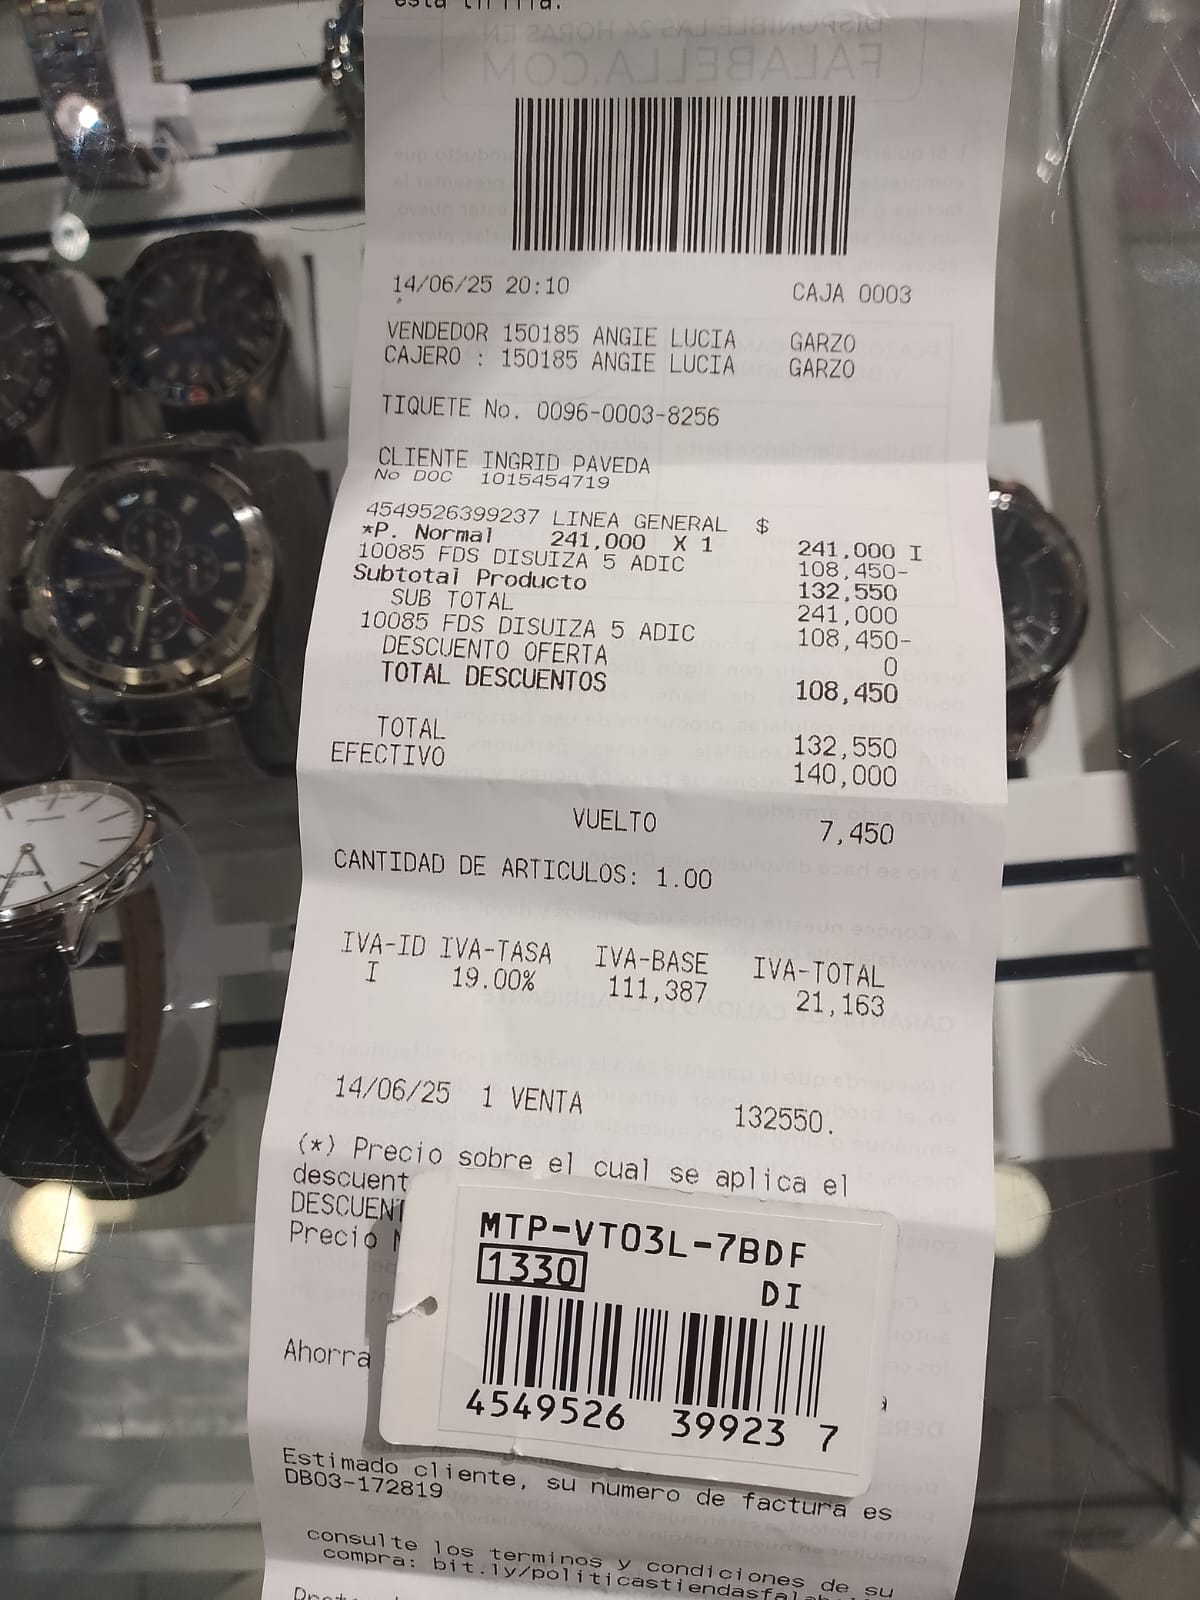 esta tirilla.
14/06/25 20:10 CAJA 0003
VENDEDOR 150185 ANGIE LUCIA GARZO
CAJERO : 150185 ANGIE LUCIA GARZO
TIQUETE No. 0096-0003-8256
CLIENTE INGRID PAVEDA
No DOC 1015454719
4549526399237 LINEA GENERAL $
*P. Normal 241,000 X 1 241,000 I
10085 FDS DISUIZA 5 ADIC 108,450-
Subtotal Producto 132,550
SUB TOTAL 241,000
10085 FDS DISUIZA 5 ADIC 108,450-
DESCUENTO OFERTA 0
TOTAL DESCUENTOS 108,450
TOTAL 132,550
EFECTIVO 140,000
VUELTO 7,450
CANTIDAD DE ARTICULOS: 1.00
IVA-ID IVA-TASA IVA-BASE IVA-TOTAL
I 19.00% 111,387 21,163
14/06/25 1 VENTA 132550.
(*) Precio sobre el cual se aplica el
descuent
DESCUENT
Precio
MTP-VT03L-7BDF
1330
DI
Ahorra
4549526 39923 7
Estimado cliente, su numero de factura es
DB03-172819
consulte los terminos y condiciones de su
compra: bit.ly/politicastiendasfalab